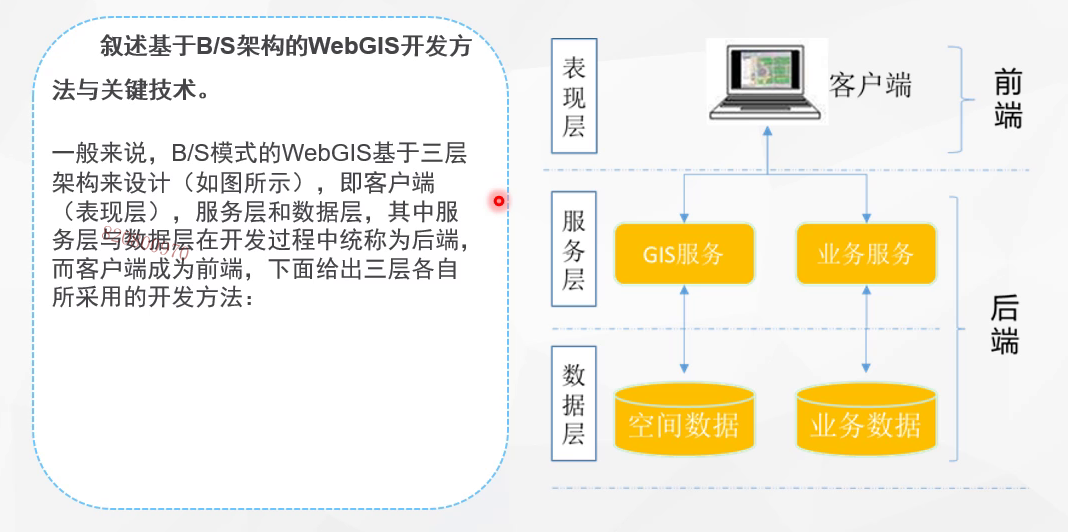 叙述基于B/S架构的WebGIS开发方
法与关键技术。
一般来说，B/S模式的WebGIS基于三层
架构来设计（如图所示），即客户端
（表现层），服务层和数据层，其中服
务层与数据层在开发过程中统称为后端，
而客户端成为前端，下面给出三层各自
所采用的开发方法：
表现层
客户端
前端
服务层
GIS服务
业务服务
后端
数据层
空间数据
业务数据